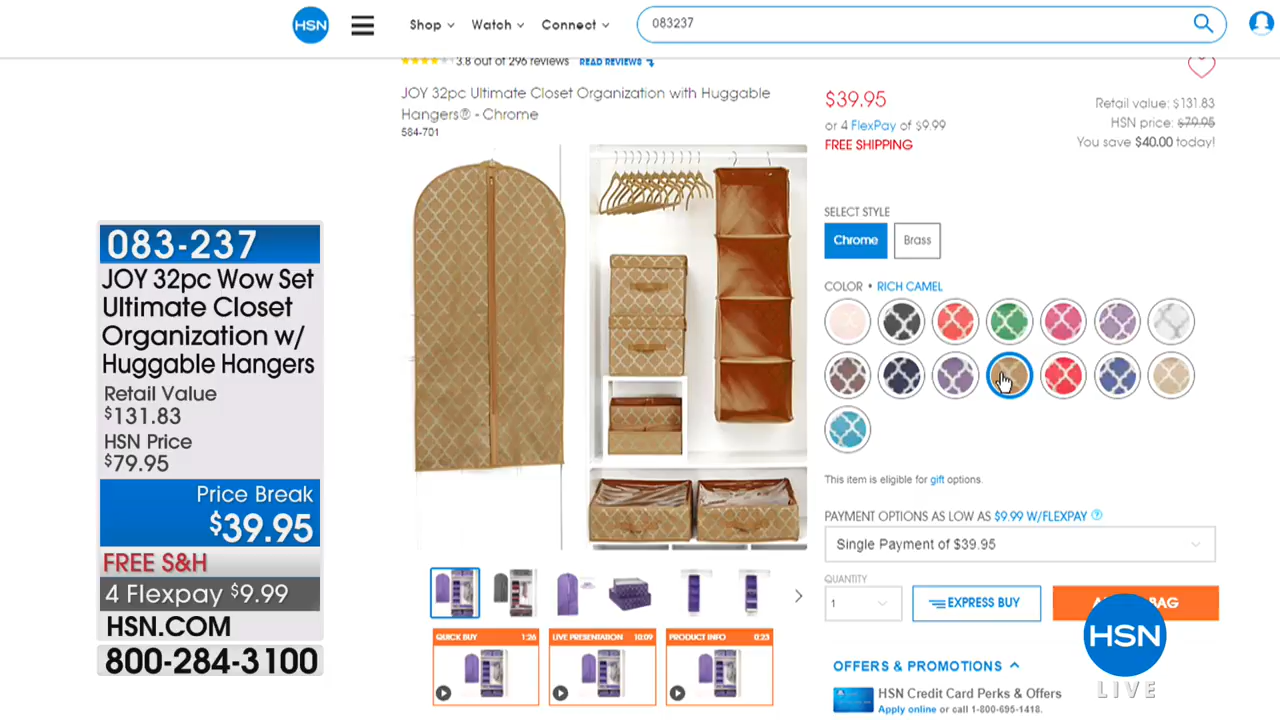 HSN
Shop
Watch
Connect
083237
3.8 out of 296 reviews READ REVIEWS
JOY 32pc Ultimate Closet Organization with Huggable
Hangers® - Chrome
584-701
$39.95
or 4 FlexPay of $9.99
FREE SHIPPING
Retail value: $131.83
HSN price: $79.95
You save $40.00 today!
SELECT STYLE
Chrome
Brass
COLOR • RICH CAMEL
This item is eligible for gift options.
PAYMENT OPTIONS AS LOW AS $9.99 W/FLEXPAY ?
Single Payment of $39.95
QUANTITY
1
EXPRESS BUY
BAG
OFFERS & PROMOTIONS
HSN Credit Card Perks & Offers
Apply online or call 1-800-695-1418.
QUICK BUY 1:26
LIVE PRESENTATION 10:09
PRODUCT INFO 0:23
083-237
JOY 32pc Wow Set
Ultimate Closet
Organization w/
Huggable Hangers
Retail Value
$131.83
HSN Price
$79.95
Price Break
$39.95
FREE S&H
4 Flexpay $9.99
HSN.COM
800-284-3100
HSN
LIVE